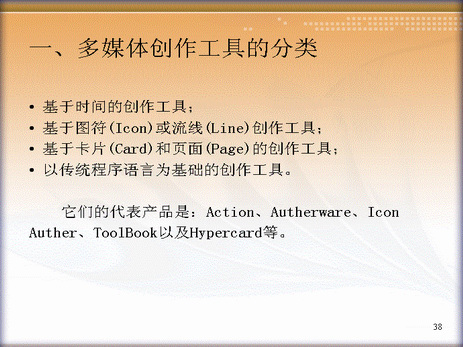 一、多媒体创作工具的分类
• 基于时间的创作工具；
• 基于图符(Icon)或流线(Line)创作工具；
• 基于卡片(Card)和页面(Page)的创作工具；
• 以传统程序语言为基础的创作工具。
它们的代表产品是：Action、Autherware、Icon
Auther、ToolBook以及Hypercard等。
38